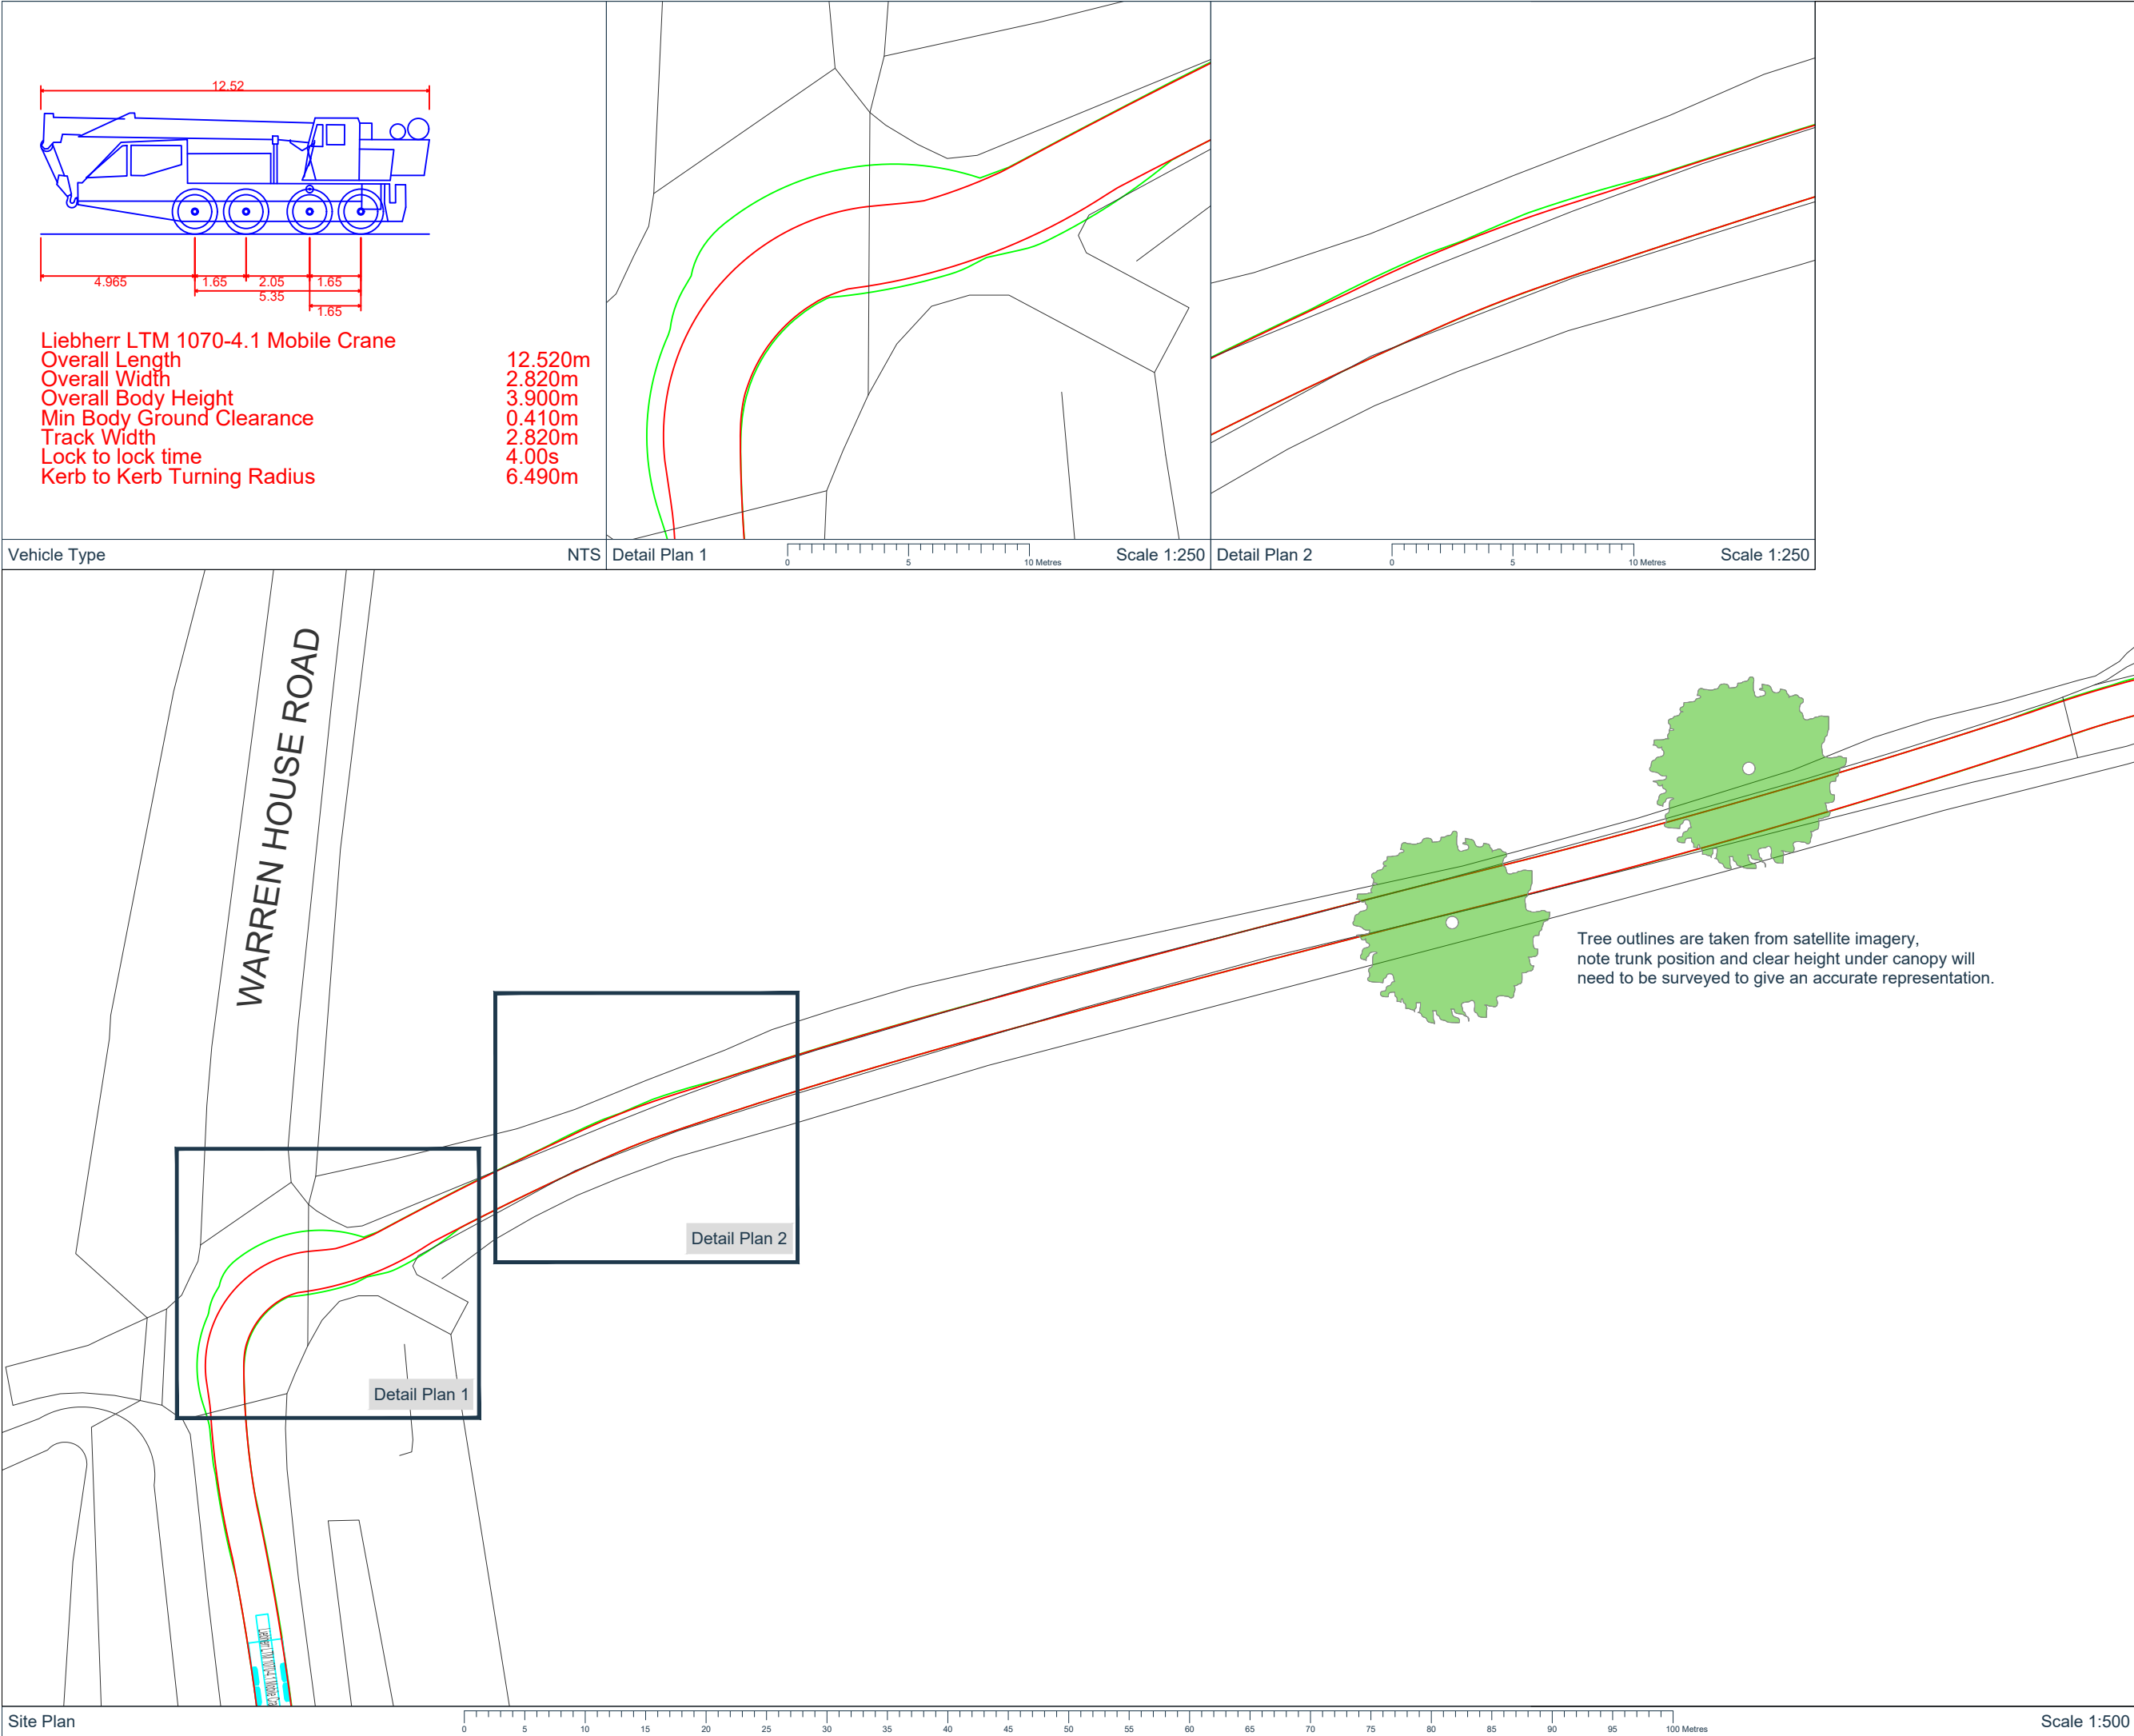 12.52
4.965
1.65
2.05
1.65
5.35
1.65
Liebherr LTM 1070-4.1 Mobile Crane
Overall Length 12.520m
Overall Width 2.820m
Overall Body Height 3.900m
Min Body Ground Clearance 0.410m
Track Width 2.820m
Lock to lock time 4.00s
Kerb to Kerb Turning Radius 6.490m
Vehicle Type NTS
Detail Plan 1 Scale 1:250
0 5 10 Metres
Detail Plan 2 Scale 1:250
0 5 10 Metres
WARREN HOUSE ROAD
Tree outlines are taken from satellite imagery,
note trunk position and clear height under canopy will
need to be surveyed to give an accurate representation.
Detail Plan 2
Detail Plan 1
Site Plan
0 5 10 15 20 25 30 35 40 45 50 55 60 65 70 75 80 85 90 95 100 Metres
Scale 1:500